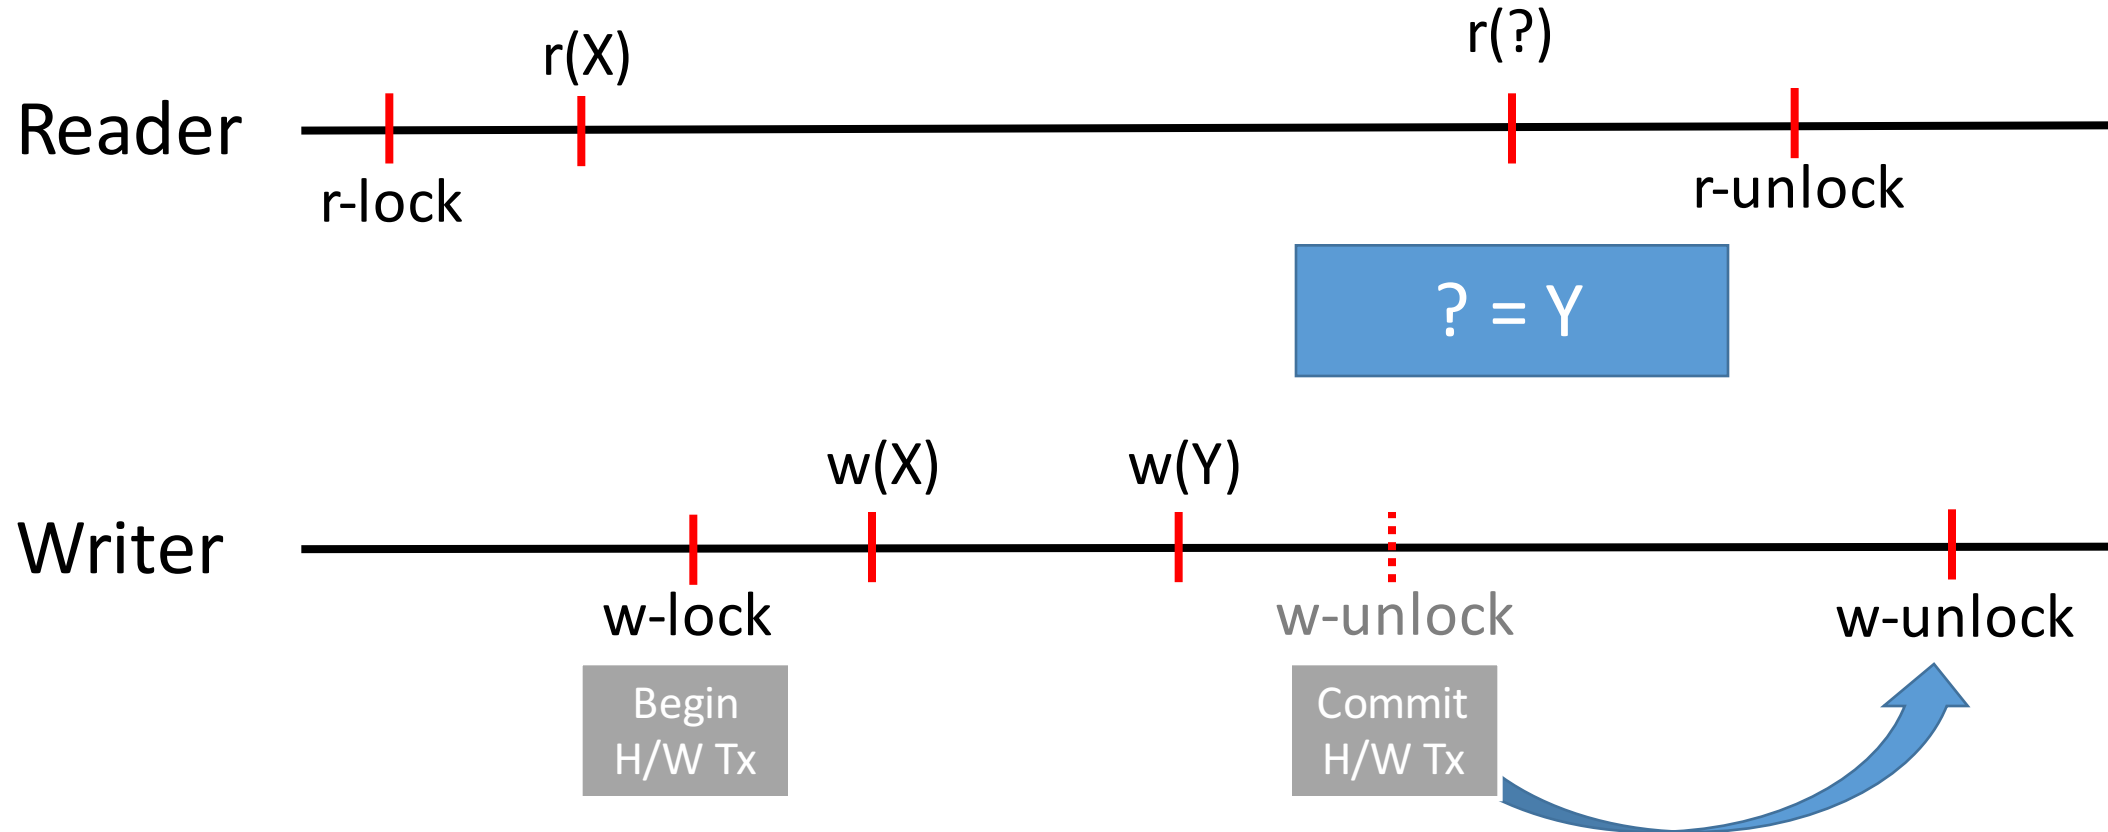 r(X)
r(?)
Reader
r-lock
r-unlock
? = Y
w(X)
w(Y)
Writer
w-lock
w-unlock
w-unlock
Begin
H/W Tx
Commit
H/W Tx